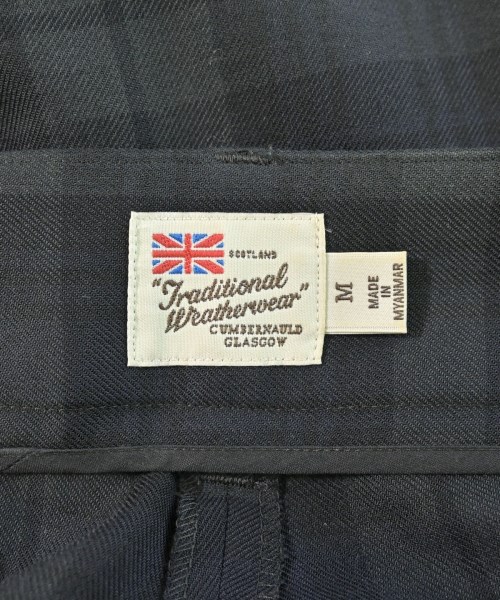 SCOTLAND
"Traditional
Weatherwear"
CUMBERNAULD
GLASGOW
M
MADE
IN
MYANMAR